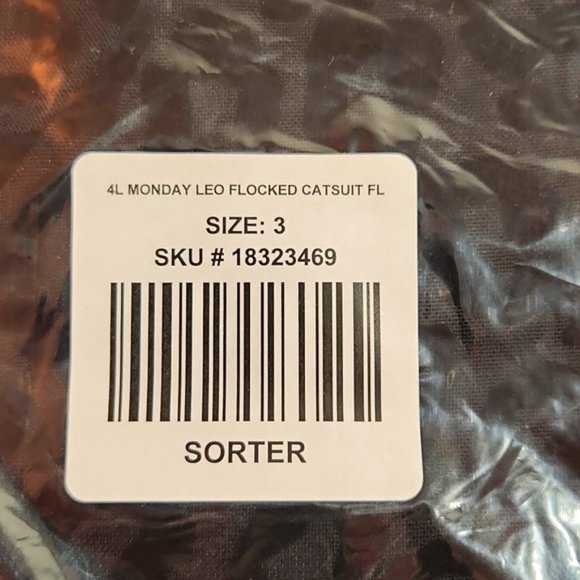 4L MONDAY LEO FLOCKED CATSUIT FL
SIZE: 3
SKU # 18323469
SORTER